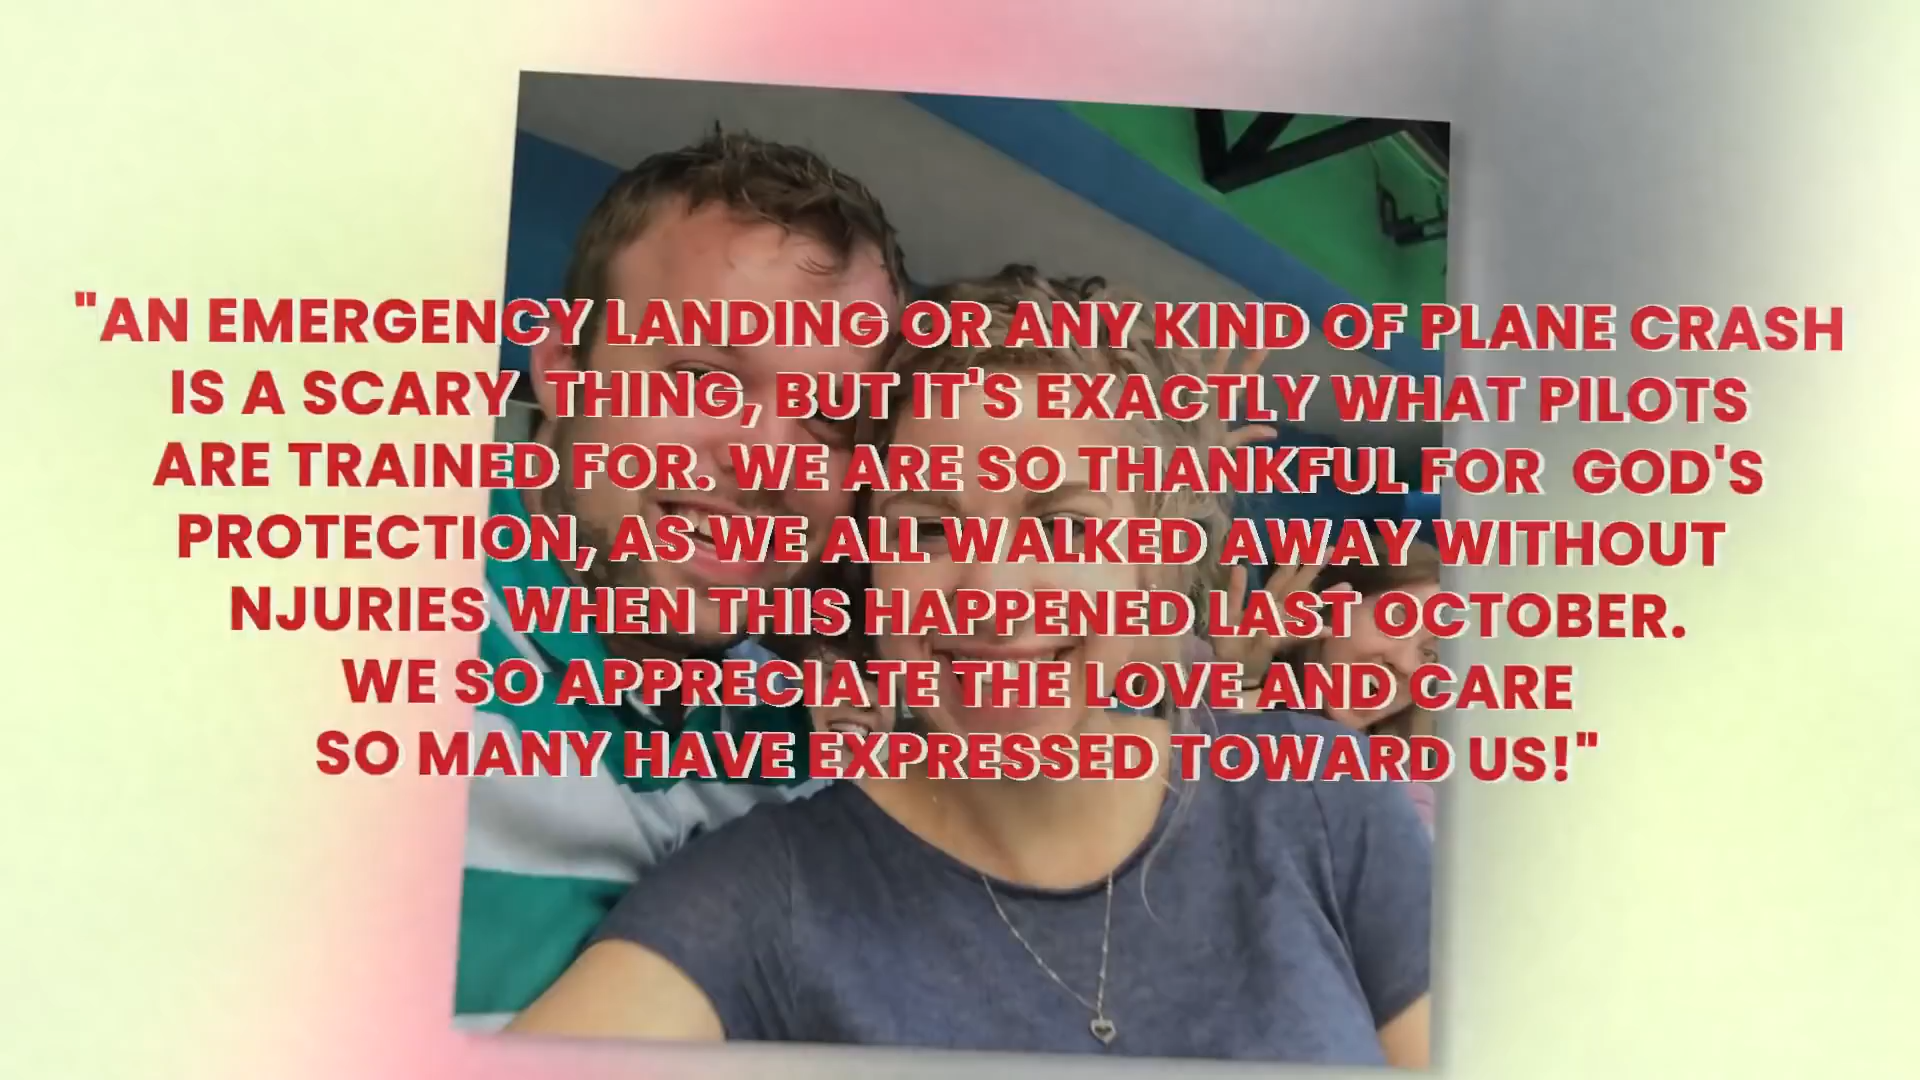 "AN EMERGENCY LANDING OR ANY KIND OF PLANE CRASH
IS A SCARY THING, BUT IT'S EXACTLY WHAT PILOTS
ARE TRAINED FOR. WE ARE SO THANKFUL FOR GOD'S
PROTECTION, AS WE ALL WALKED AWAY WITHOUT
NJURIES WHEN THIS HAPPENED LAST OCTOBER.
WE SO APPRECIATE THE LOVE AND CARE
SO MANY HAVE EXPRESSED TOWARD US!"